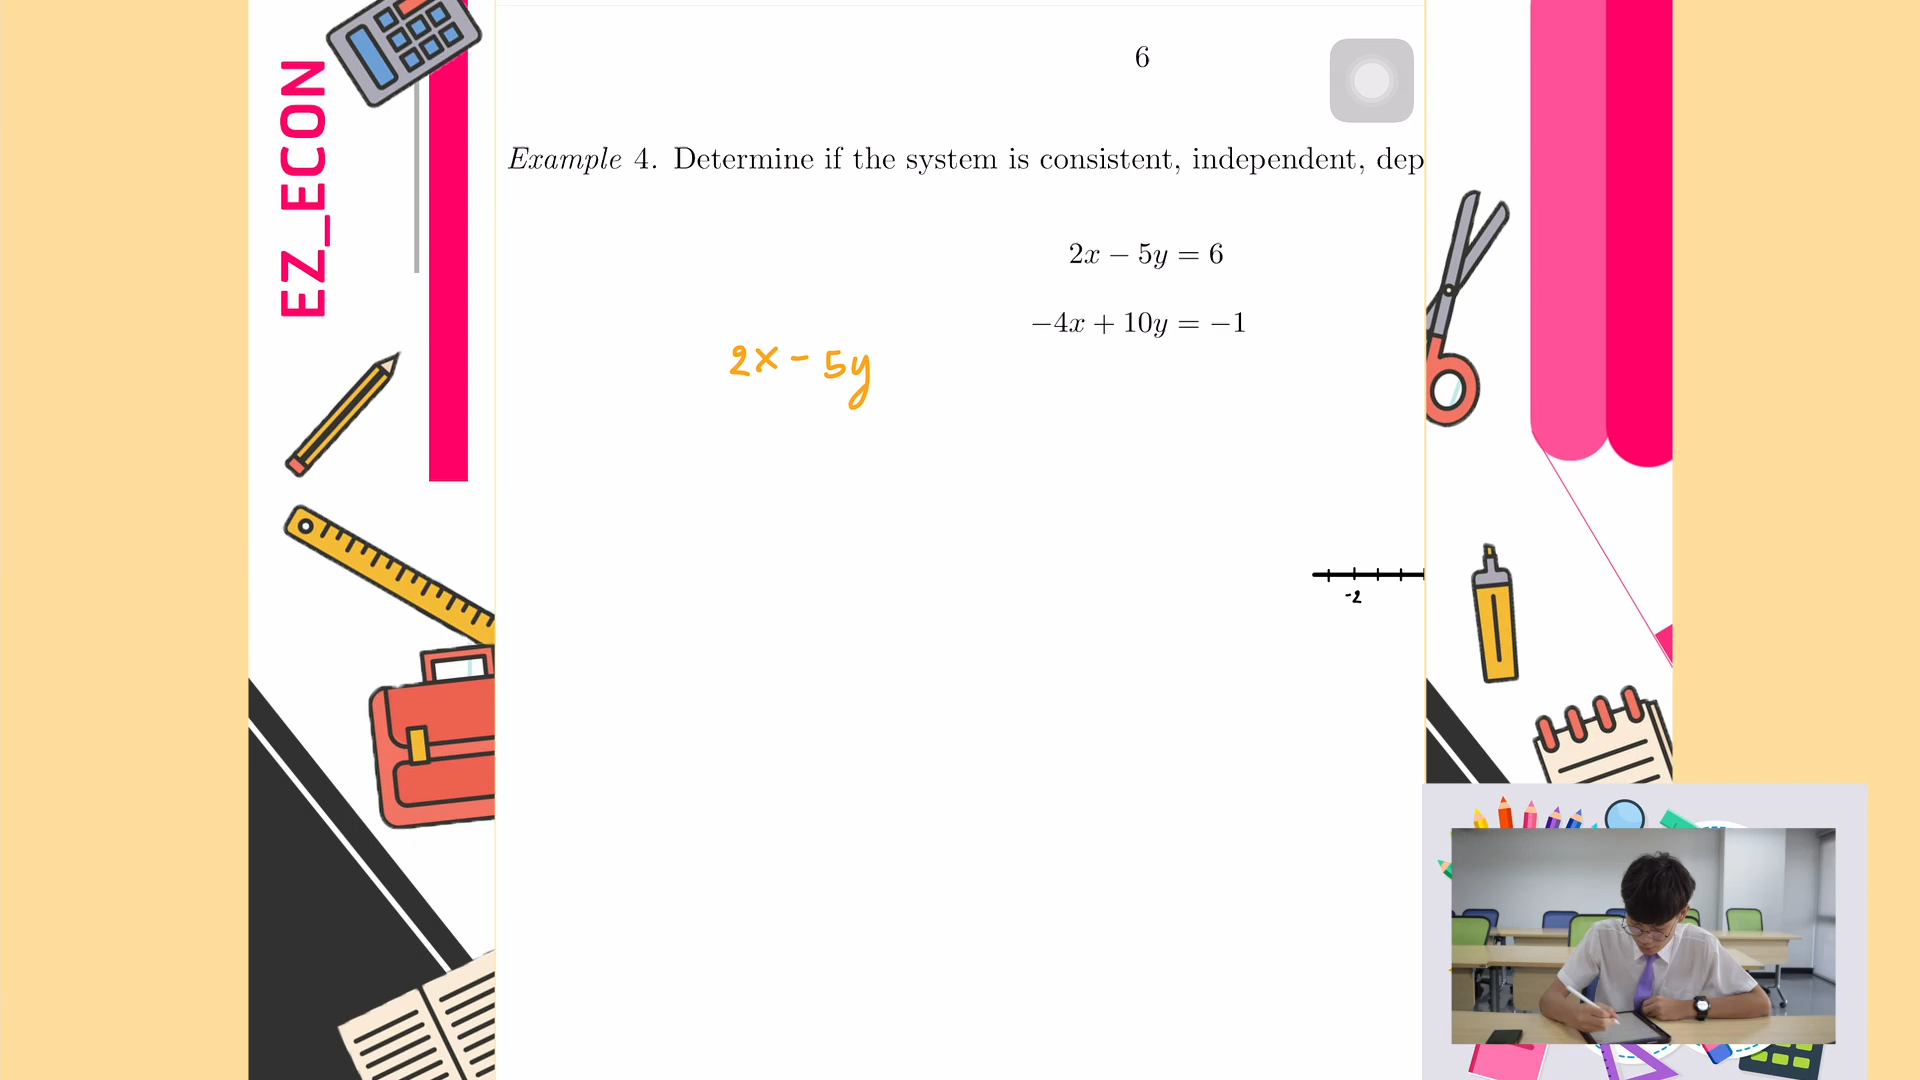 EZ_ECON
6
Example 4. Determine if the system is consistent, independent, dep
2x − 5y = 6
−4x + 10y = −1
2x - 5y
-2